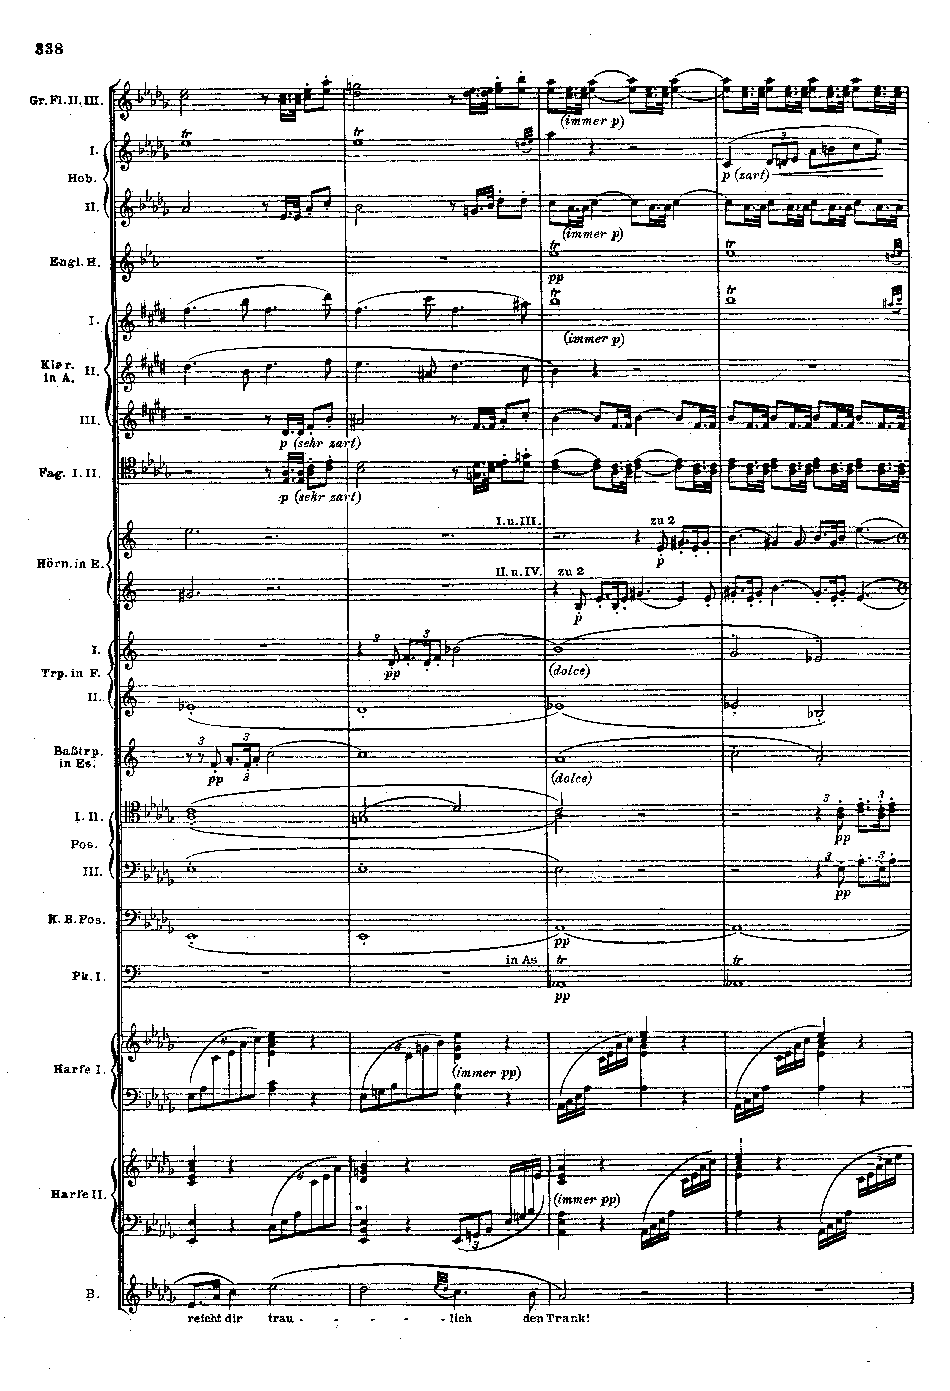 338
Gr. Fl. II. III.
(immer p)
I.
tr tr
Hob.
p (zart)
3
II.
(immer p)
Engl. H.
tr tr
pp
I.
tr tr
(immer p)
Klar. in A.
II.
III.
p (sehr zart)
Fag. I. II.
p (sehr zart)
I. u. III. zu 2
Hörn. in E.
p
II. u. IV. zu 2
p
I.
3 3
pp
(dolce)
Trp. in F.
II.
Baßtrp. in Es.
3 3
pp 3
(dolce)
I. II.
3 3
pp
Pos.
III.
3 3
pp
K. B. Pos.
pp
in As tr tr
Pk. I.
pp
Harfe I.
(immer pp)
Harfe II.
(immer pp)
3
B.
reicht dir trau - - - - - lich den Trank!